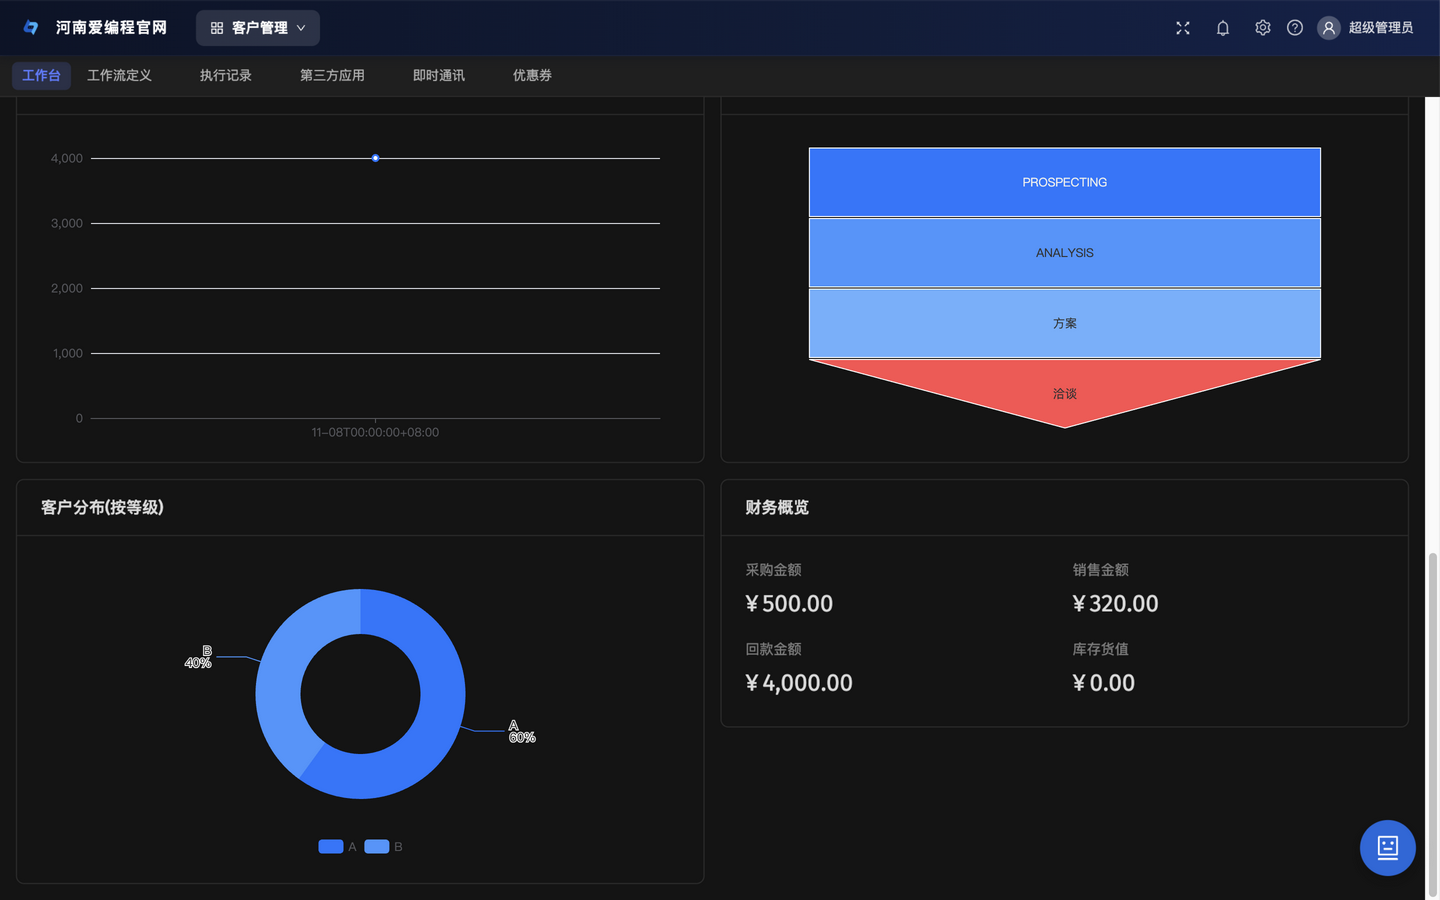 河南爱编程官网
客户管理
超级管理员
工作台
工作流定义
执行记录
第三方应用
即时通讯
优惠券
4,000
3,000
2,000
1,000
0
11-08T00:00:00+08:00
PROSPECTING
ANALYSIS
方案
洽谈
客户分布(按等级)
B
40%
A
60%
A
B
财务概览
采购金额
¥500.00
销售金额
¥320.00
回款金额
¥4,000.00
库存货值
¥0.00